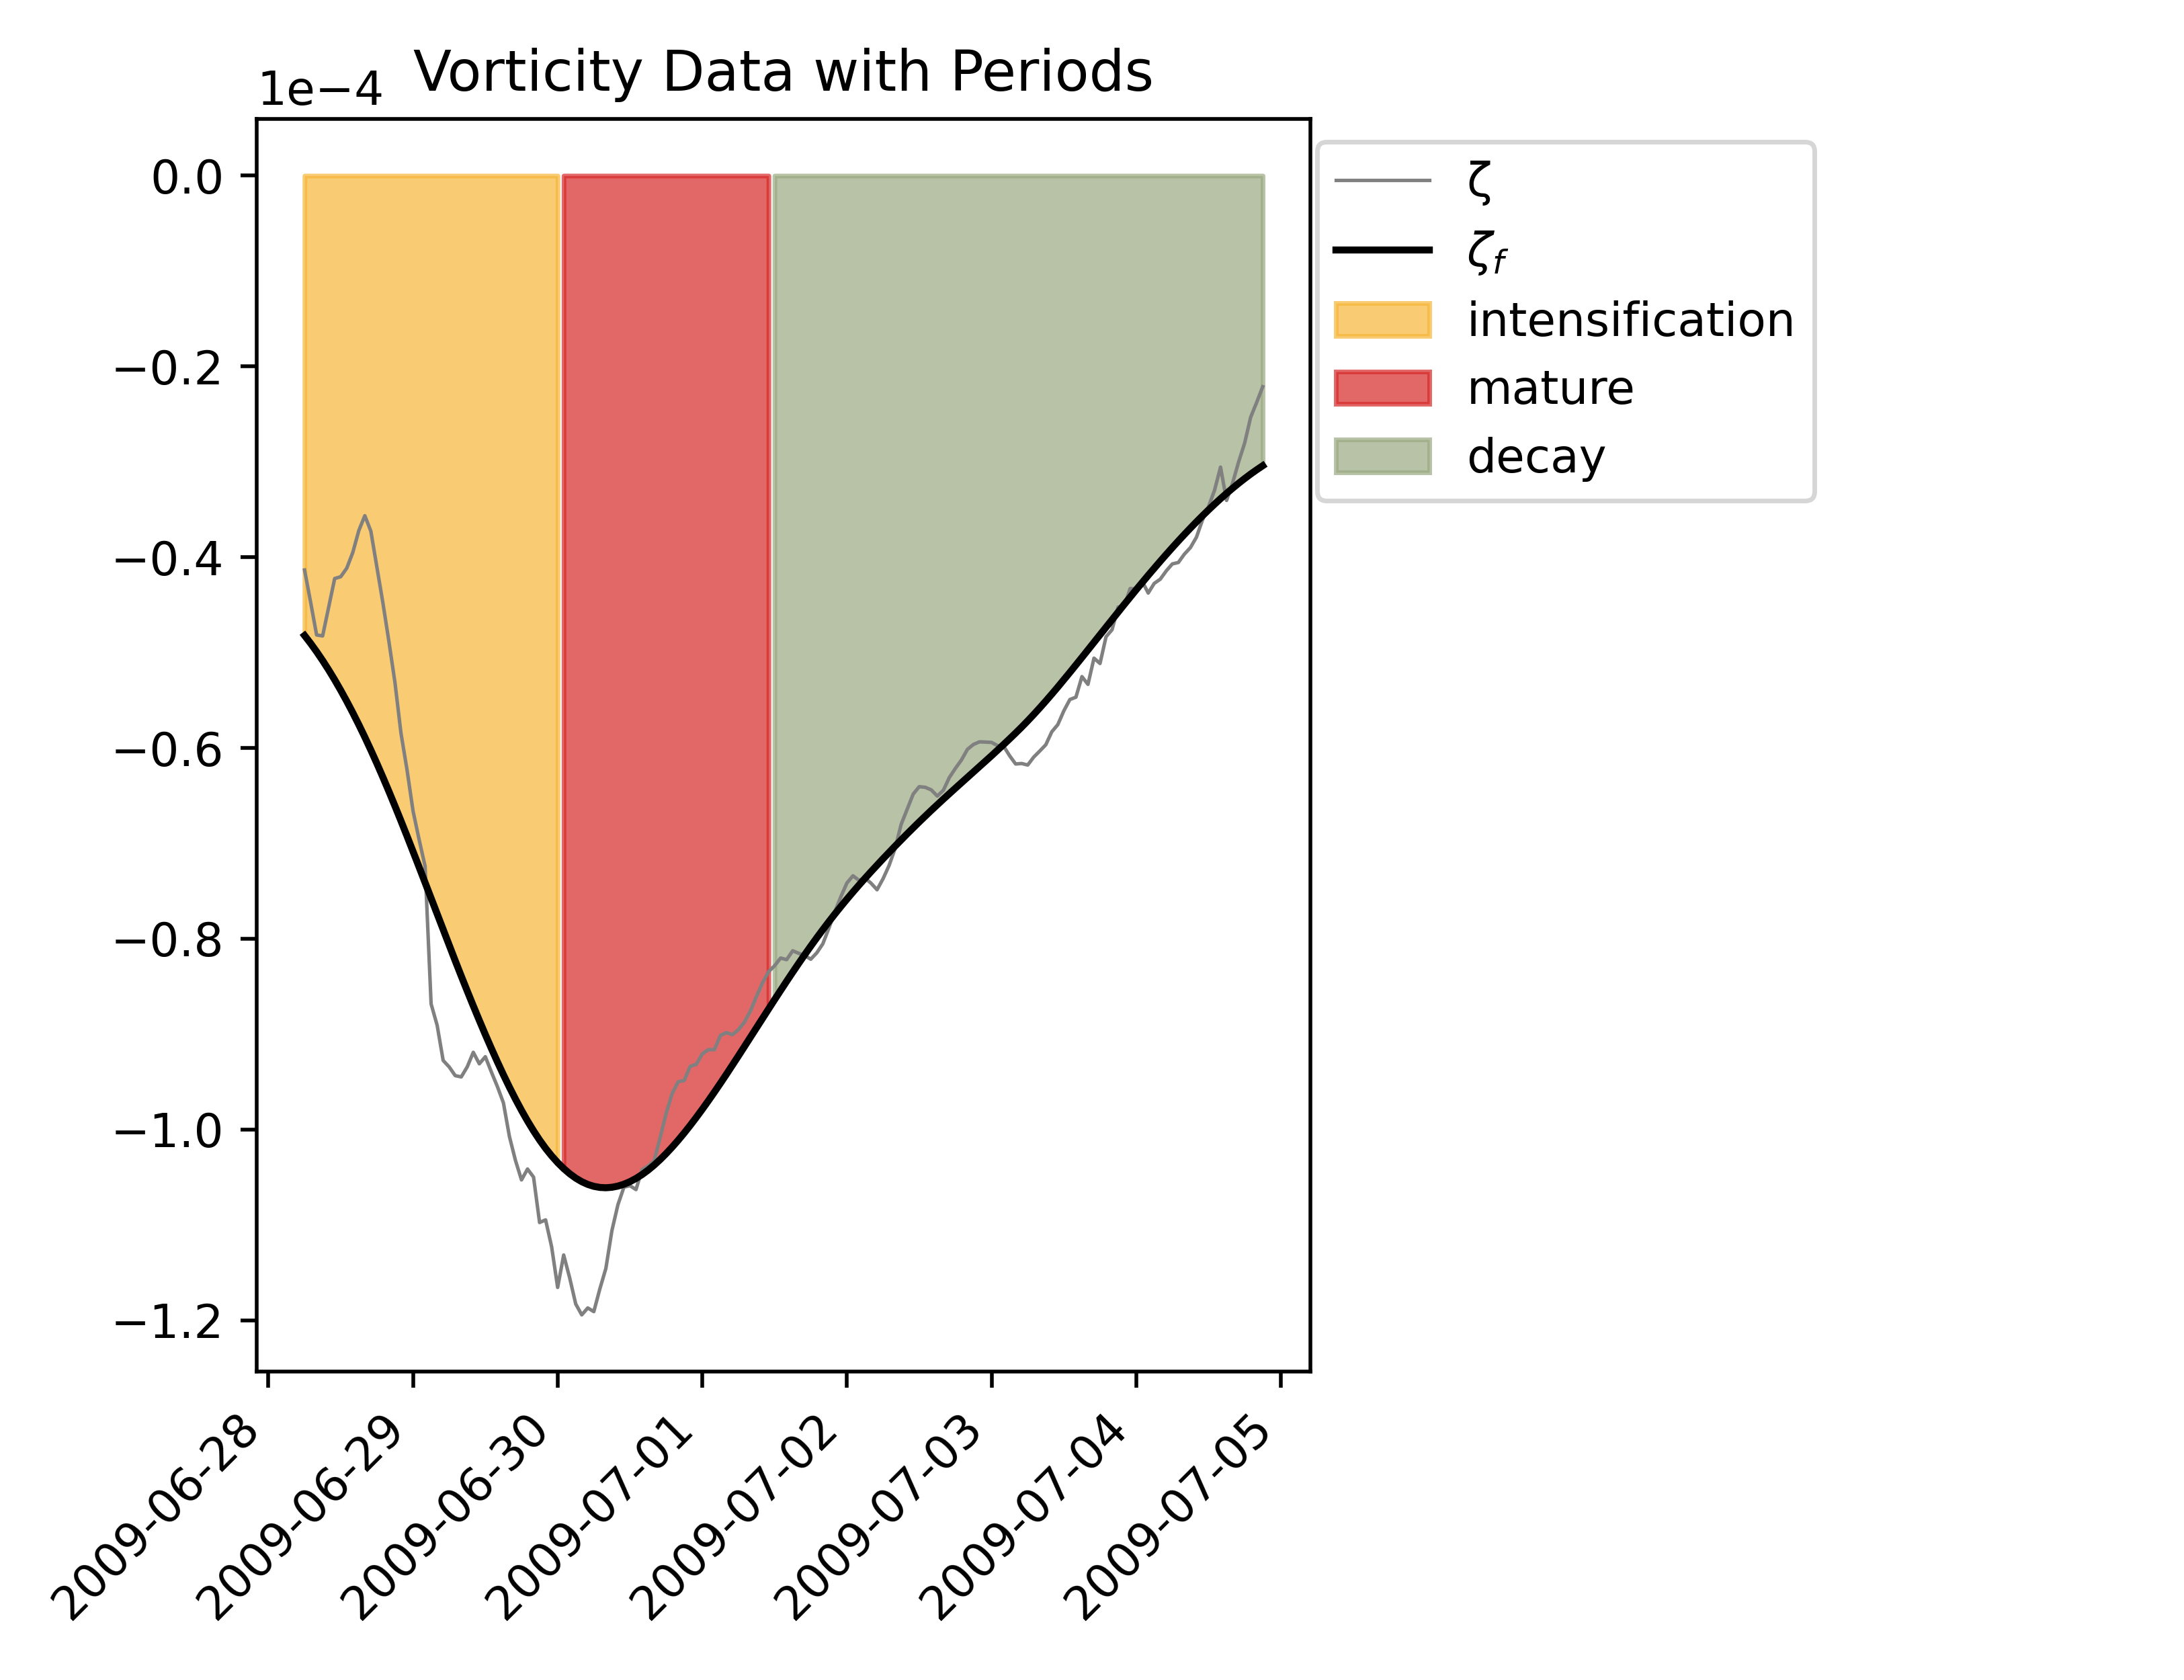 Vorticity Data with Periods
1e−4
0.0
−0.2
−0.4
−0.6
−0.8
−1.0
−1.2
2009-06-28
2009-06-29
2009-06-30
2009-07-01
2009-07-02
2009-07-03
2009-07-04
2009-07-05
ζ
ζf
intensification
mature
decay